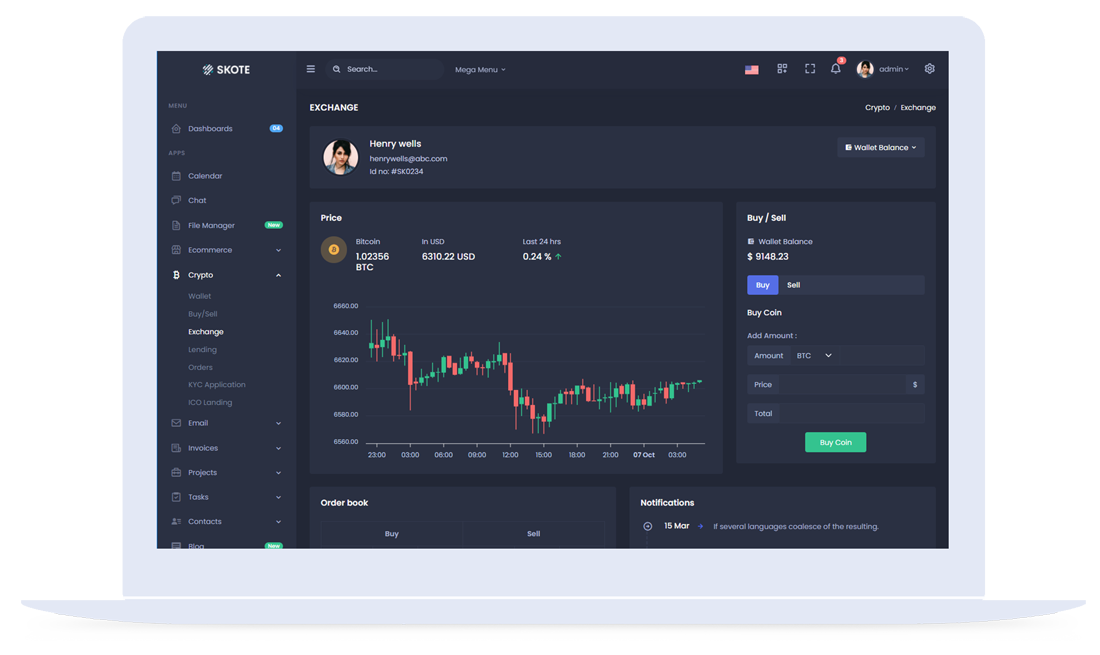 SKOTE
Search...
Mega Menu
3
admin
MENU
Dashboards 04
APPS
Calendar
Chat
File Manager New
Ecommerce
Crypto
Wallet
Buy/Sell
Exchange
Lending
Orders
KYC Application
ICO Landing
Email
Invoices
Projects
Tasks
Contacts
Blog New
EXCHANGE
Crypto / Exchange
Henry wells
henrywells@abc.com
Id no: #SK0234
Wallet Balance
Price
Bitcoin
1.02356
BTC
In USD
6310.22 USD
Last 24 hrs
0.24 %
6660.00
6640.00
6620.00
6600.00
6580.00
6560.00
23:00 03:00 06:00 09:00 12:00 15:00 18:00 21:00 07 Oct 03:00
Buy / Sell
Wallet Balance
$ 9148.23
Buy Sell
Buy Coin
Add Amount :
Amount BTC
Price $
Total
Buy Coin
Order book
Buy Sell
Notifications
15 Mar If several languages coalesce of the resulting.